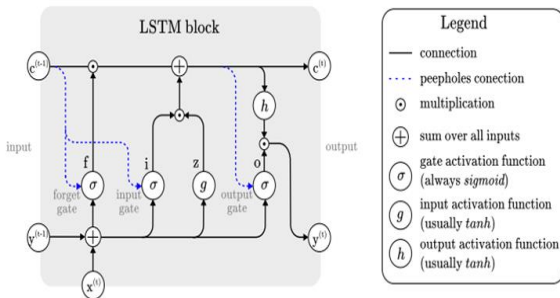 LSTM block
c(t-1)
c(t)
h
input
output
f
i
z
o
σ
σ
g
σ
forget
gate
input
gate
output
gate
y(t-1)
y(t)
x(t)
Legend
connection
peepholes conection
multiplication
sum over all inputs
σ gate activation function
(always sigmoid)
g input activation function
(usually tanh)
h output activation function
(usually tanh)